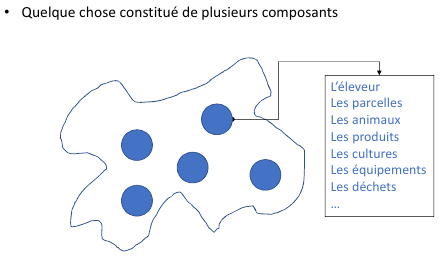 • Quelque chose constitué de plusieurs composants
L'éleveur
Les parcelles
Les animaux
Les produits
Les cultures
Les équipements
Les déchets
...